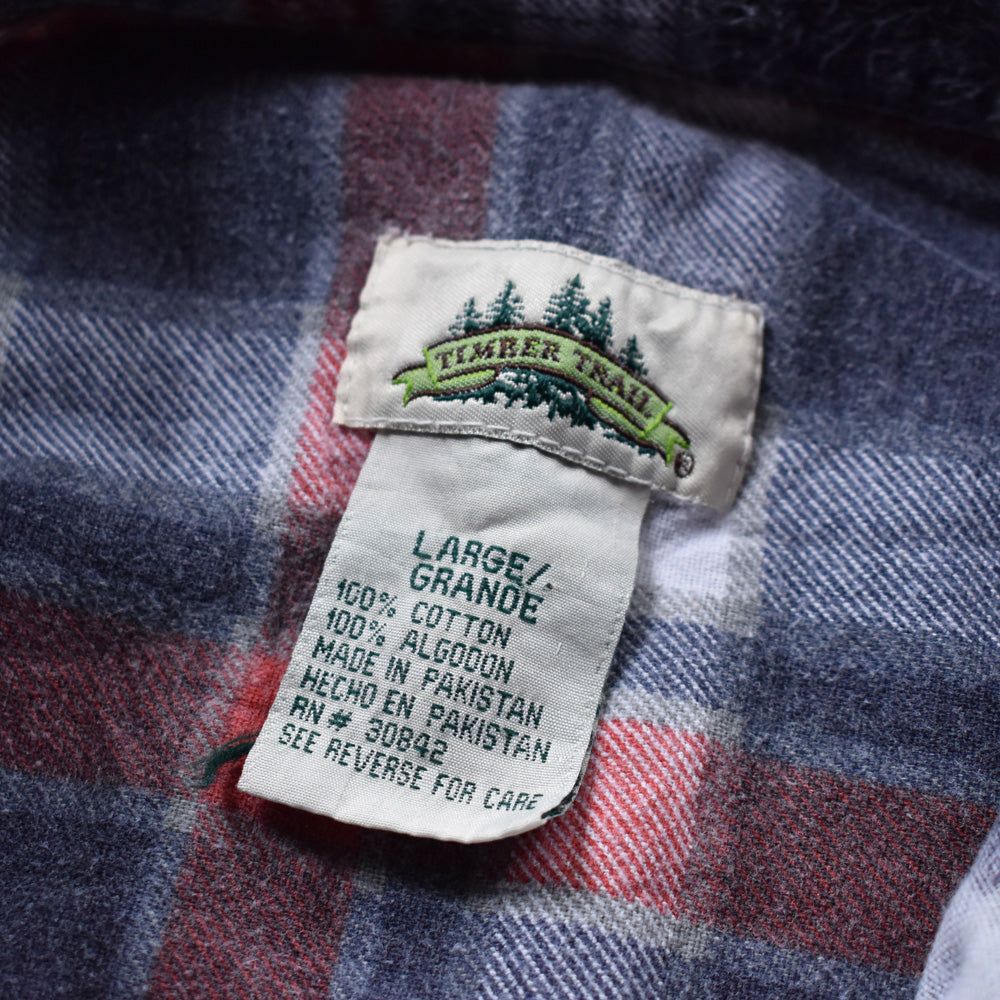 TIMBER TRAIL®
LARGE/.
GRANDE
100% COTTON
100% ALGODON
MADE IN PAKISTAN
HECHO EN PAKISTAN
RN# 30842
SEE REVERSE FOR CARE